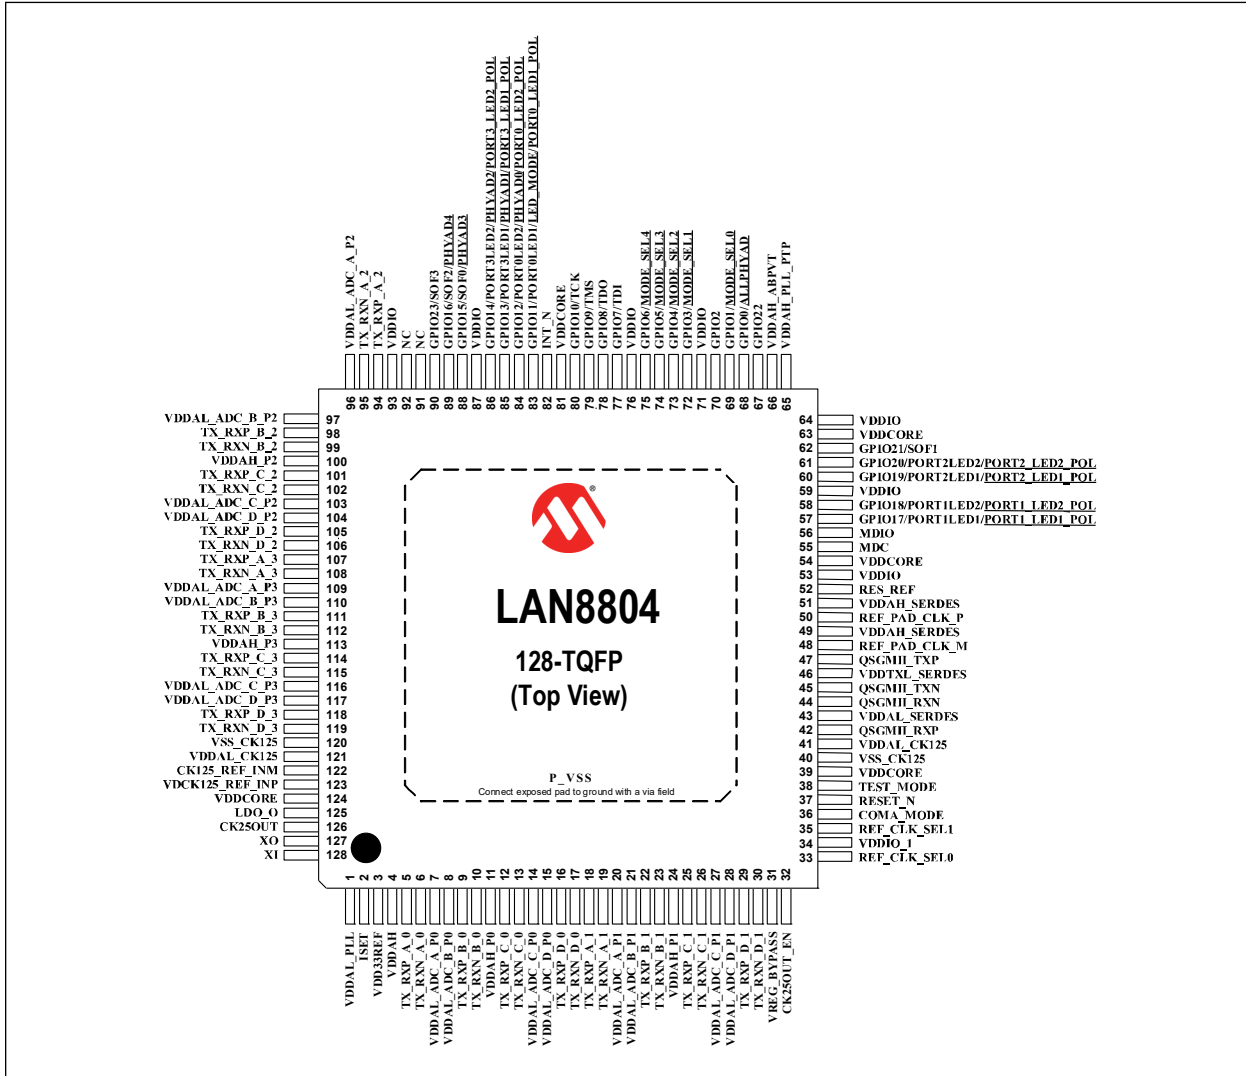 VDDAL_ADC_A_P2
TX_RXN_A_2
TX_RXP_A_2
VDDIO
NC
NC
GPIO23/SOF3
GPIO16/SOF2/PHYAD4
GPIO15/SOF0/PHYAD3
VDDIO
GPIO14/PORT3LED2/PHYAD2/PORT3_LED2_POL
GPIO13/PORT3LED1/PHYAD1/PORT3_LED1_POL
GPIO12/PORT0LED2/PHYAD0/PORT0_LED2_POL
GPIO11/PORT0LED1/LED_MODE/PORT0_LED1_POL
INT_N
VDDCORE
GPIO10/TCK
GPIO9/TMS
GPIO8/TDO
GPIO7/TDI
VDDIO
GPIO6/MODE_SEL4
GPIO5/MODE_SEL3
GPIO4/MODE_SEL2
GPIO3/MODE_SEL1
VDDIO
GPIO2
GPIO1/MODE_SEL0
GPIO0/ALLPHYAD
GPIO22
VDDAH_ABPVT
VDDAH_PLL_PTP
96 95 94 93 92 91 90 89 88 87 86 85 84 83 82 81 80 79 78 77 76 75 74 73 72 71 70 69 68 67 66 65
VDDAL_ADC_B_P2 97
TX_RXP_B_2 98
TX_RXN_B_2 99
VDDAH_P2 100
TX_RXP_C_2 101
TX_RXN_C_2 102
VDDAL_ADC_C_P2 103
VDDAL_ADC_D_P2 104
TX_RXP_D_2 105
TX_RXN_D_2 106
TX_RXP_A_3 107
TX_RXN_A_3 108
VDDAL_ADC_A_P3 109
VDDAL_ADC_B_P3 110
TX_RXP_B_3 111
TX_RXN_B_3 112
VDDAH_P3 113
TX_RXP_C_3 114
TX_RXN_C_3 115
VDDAL_ADC_C_P3 116
VDDAL_ADC_D_P3 117
TX_RXP_D_3 118
TX_RXN_D_3 119
VSS_CK125 120
VDDAL_CK125 121
CK125_REF_INM 122
VDCK125_REF_INP 123
VDDCORE 124
LDO_O 125
CK25OUT 126
XO 127
XI 128
®
LAN8804
128-TQFP
(Top View)
P_VSS
Connect exposed pad to ground with a via field
64 VDDIO
63 VDDCORE
62 GPIO21/SOF1
61 GPIO20/PORT2LED2/PORT2_LED2_POL
60 GPIO19/PORT2LED1/PORT2_LED1_POL
59 VDDIO
58 GPIO18/PORT1LED2/PORT1_LED2_POL
57 GPIO17/PORT1LED1/PORT1_LED1_POL
56 MDIO
55 MDC
54 VDDCORE
53 VDDIO
52 RES_REF
51 VDDAH_SERDES
50 REF_PAD_CLK_P
49 VDDAH_SERDES
48 REF_PAD_CLK_M
47 QSGMII_TXP
46 VDDTXL_SERDES
45 QSGMII_TXN
44 QSGMII_RXN
43 VDDAL_SERDES
42 QSGMII_RXP
41 VDDAL_CK125
40 VSS_CK125
39 VDDCORE
38 TEST_MODE
37 RESET_N
36 COMA_MODE
35 REF_CLK_SEL1
34 VDDIO_1
33 REF_CLK_SEL0
1 2 3 4 5 6 7 8 9 10 11 12 13 14 15 16 17 18 19 20 21 22 23 24 25 26 27 28 29 30 31 32
VDDAL_PLL
ISET
VDD33REF
VDDAH
TX_RXP_A_0
TX_RXN_A_0
VDDAL_ADC_A_P0
VDDAL_ADC_B_P0
TX_RXP_B_0
TX_RXN_B_0
VDDAH_P0
TX_RXP_C_0
TX_RXN_C_0
VDDAL_ADC_C_P0
VDDAL_ADC_D_P0
TX_RXP_D_0
TX_RXN_D_0
TX_RXP_A_1
TX_RXN_A_1
VDDAL_ADC_A_P1
VDDAL_ADC_B_P1
TX_RXP_B_1
TX_RXN_B_1
VDDAH_P1
TX_RXP_C_1
TX_RXN_C_1
VDDAL_ADC_C_P1
VDDAL_ADC_D_P1
TX_RXP_D_1
TX_RXN_D_1
VREG_BYPASS
CK25OUT_EN